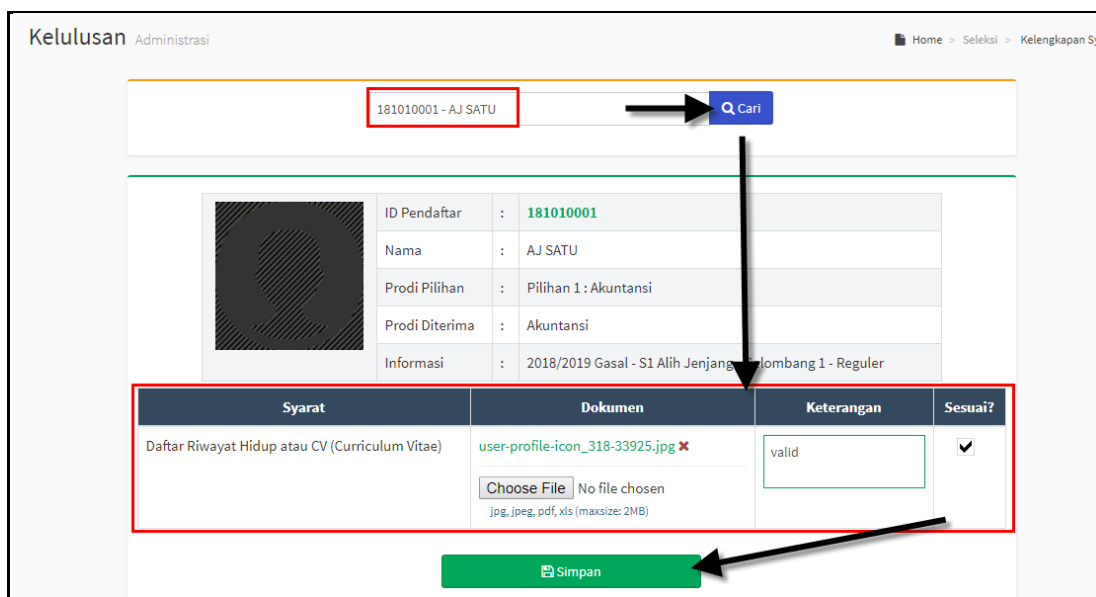 Kelulusan Administrasi
Home > Seleksi > Kelengkapan Sy
181010001 - AJ SATU
Cari
ID Pendaftar : 181010001
Nama : AJ SATU
Prodi Pilihan : Pilihan 1 : Akuntansi
Prodi Diterima : Akuntansi
Informasi : 2018/2019 Gasal - S1 Alih Jenjang lombang 1 - Reguler
Syarat Dokumen Keterangan Sesuai?
Daftar Riwayat Hidup atau CV (Curriculum Vitae) user-profile-icon_318-33925.jpg valid
Choose File No file chosen
jpg, jpeg, pdf, xls (maxsize: 2MB)
Simpan